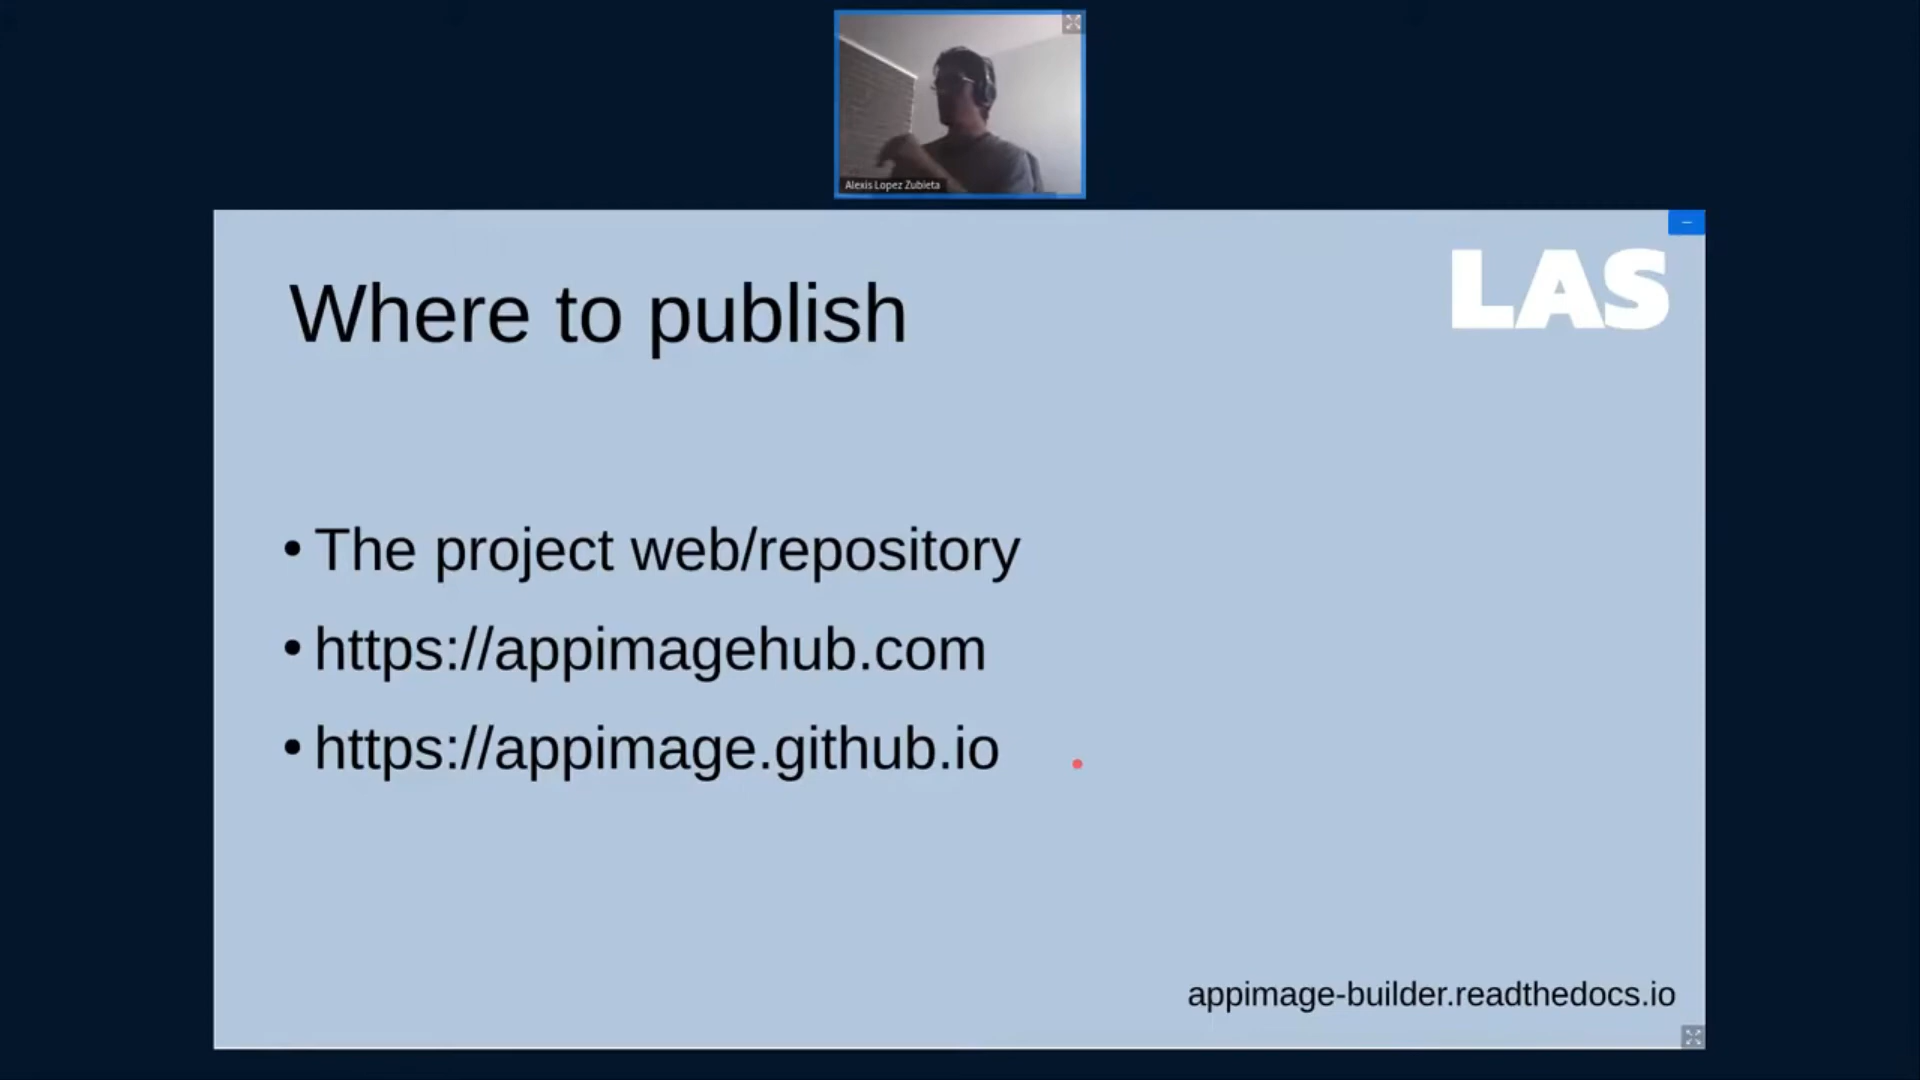 Alexis Lopez Zubieta
LAS
Where to publish
• The project web/repository
• https://appimagehub.com
• https://appimage.github.io
appimage-builder.readthedocs.io